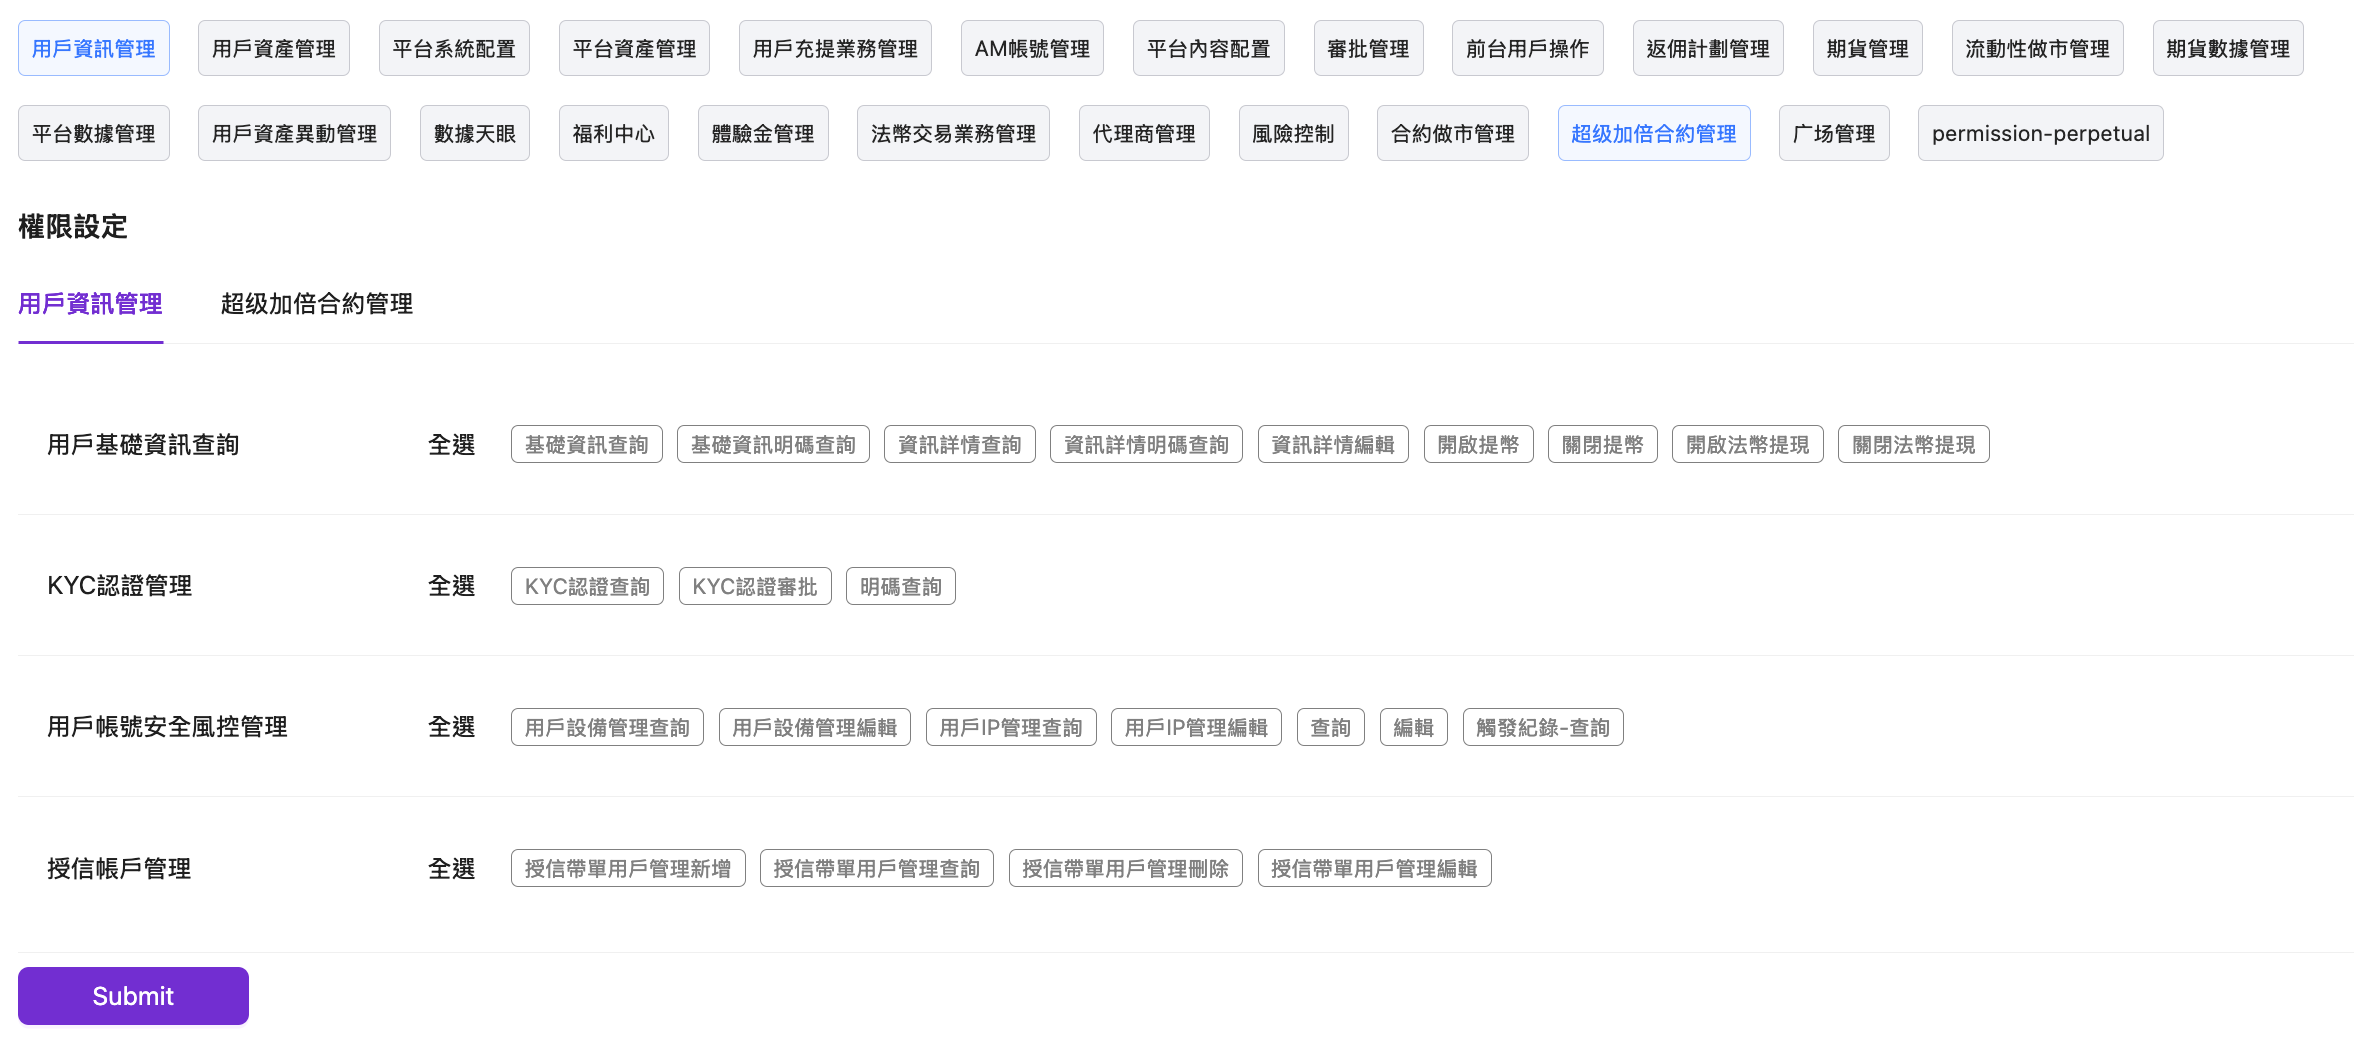 用戶資訊管理 用戶資產管理 平台系統配置 平台資產管理 用戶充提業務管理 AM帳號管理 平台內容配置 審批管理 前台用戶操作 返佣計劃管理 期貨管理 流動性做市管理 期貨數據管理
平台數據管理 用戶資產異動管理 數據天眼 福利中心 體驗金管理 法幣交易業務管理 代理商管理 風險控制 合約做市管理 超级加倍合約管理 广场管理 permission-perpetual
權限設定
用戶資訊管理 超级加倍合約管理
用戶基礎資訊查詢 全選 基礎資訊查詢 基礎資訊明碼查詢 資訊詳情查詢 資訊詳情明碼查詢 資訊詳情編輯 開啟提幣 關閉提幣 開啟法幣提現 關閉法幣提現
KYC認證管理 全選 KYC認證查詢 KYC認證審批 明碼查詢
用戶帳號安全風控管理 全選 用戶設備管理查詢 用戶設備管理編輯 用戶IP管理查詢 用戶IP管理編輯 查詢 編輯 觸發紀錄-查詢
授信帳戶管理 全選 授信帶單用戶管理新增 授信帶單用戶管理查詢 授信帶單用戶管理刪除 授信帶單用戶管理編輯
Submit